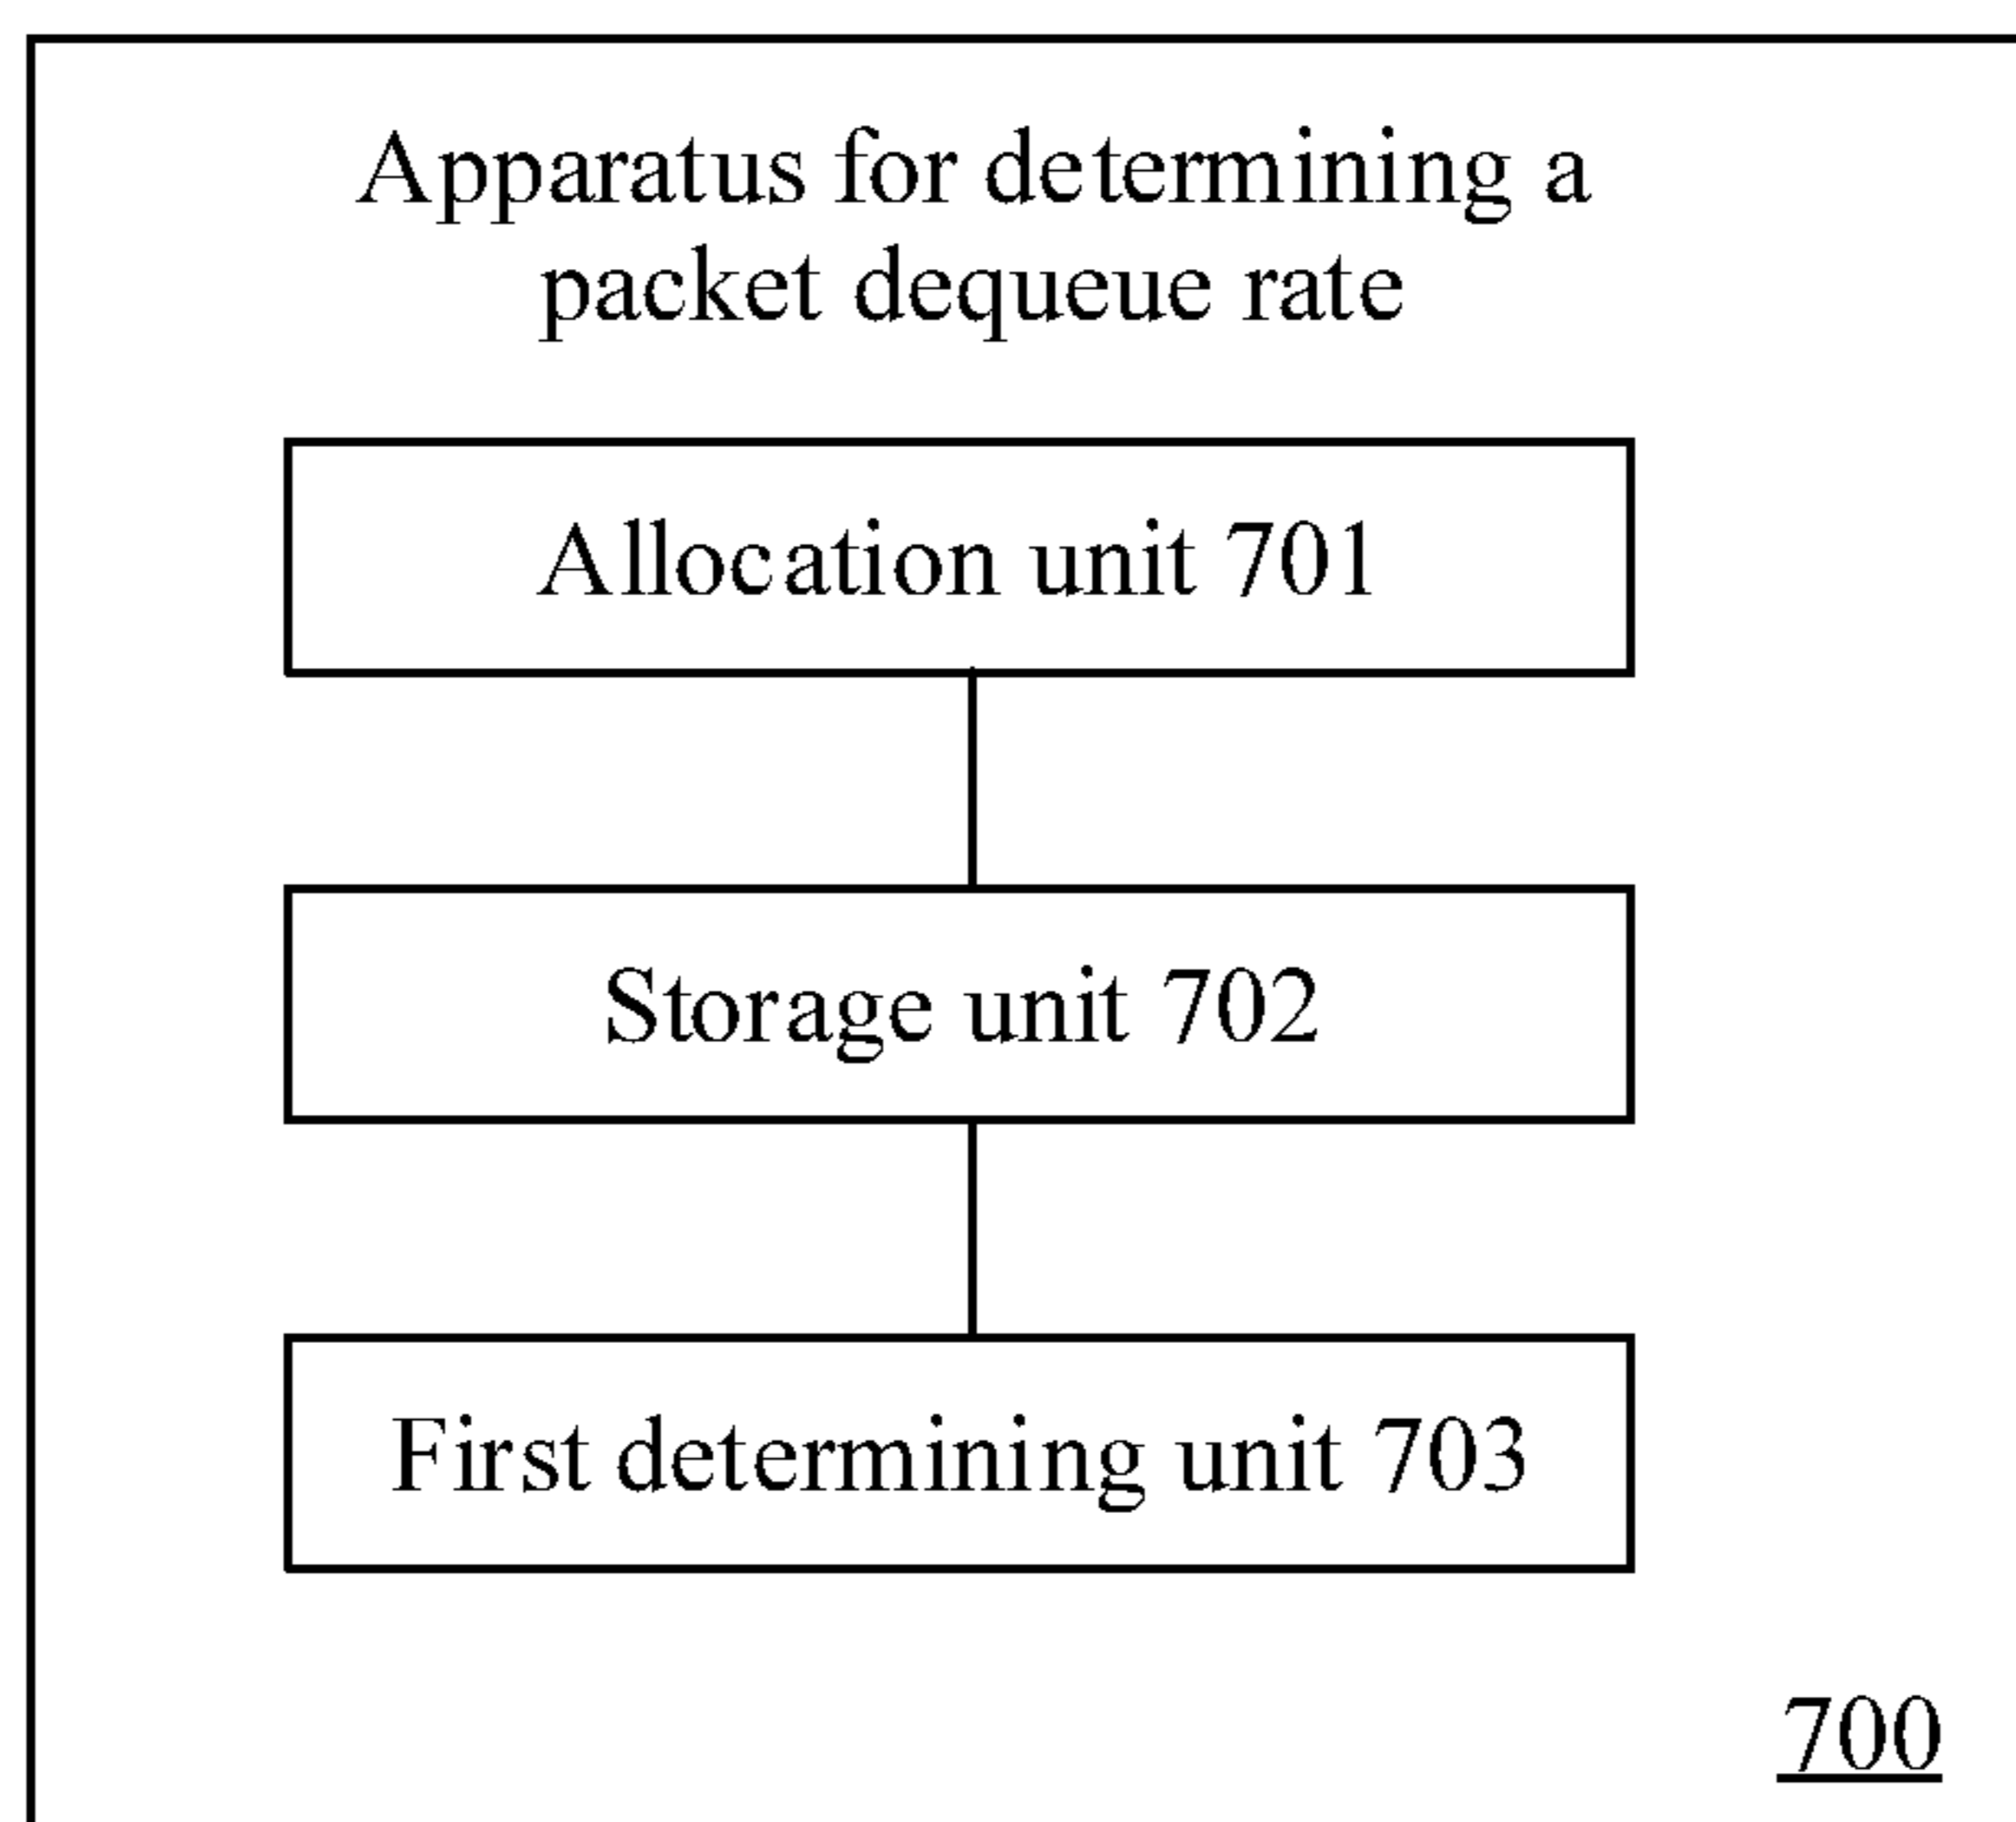 Apparatus for determining a
packet dequeue rate
Allocation unit 701
Storage unit 702
First determining unit 703
700